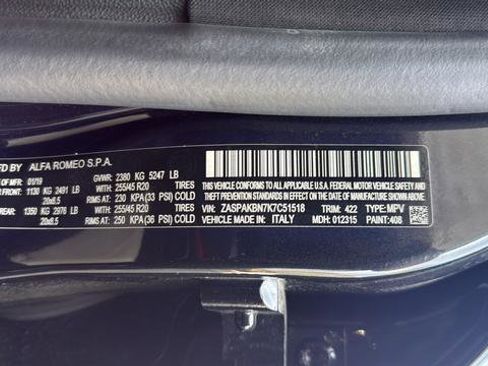 MFD BY ALFA ROMEO S.P.A.
OF MFR: 01/19 GVWR: 2380 KG 5247 LB
1130 KG 2491 LB WITH: 255/45 R20 TIRES
20x8.5 RIMS AT: 230 KPA(33 PSI) COLD
REAR: 1350 KG 2976 LB WITH: 255/45 R20 TIRES
20x8.5 RIMS AT: 250 KPA(36 PSI) COLD
THIS VEHICLE CONFORMS TO ALL APPLICABLE U.S.A. FEDERAL MOTOR VEHICLE
SAFETY, BUMPER, AND THEFT PREVENTION STANDARDS IN EFFECT ON THE
DATE OF MANUFACTURE SHOWN ABOVE
VIN: ZASPAKBN7K7C51518 TRIM: 422 TYPE: MPV
MADE IN: ITALY MDH: 012315 PAINT: 408